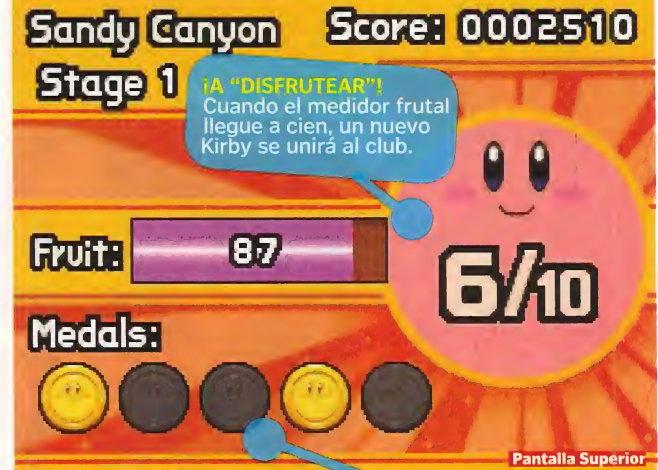 Sandy Canyon Score: 0002510
Stage 1
¡A "DISFRUTEAR"!
Cuando el medidor frutal
llegue a cien, un nuevo
Kirby se unirá al club.
Fruit: 87
6/10
Medals:
Pantalla Superior